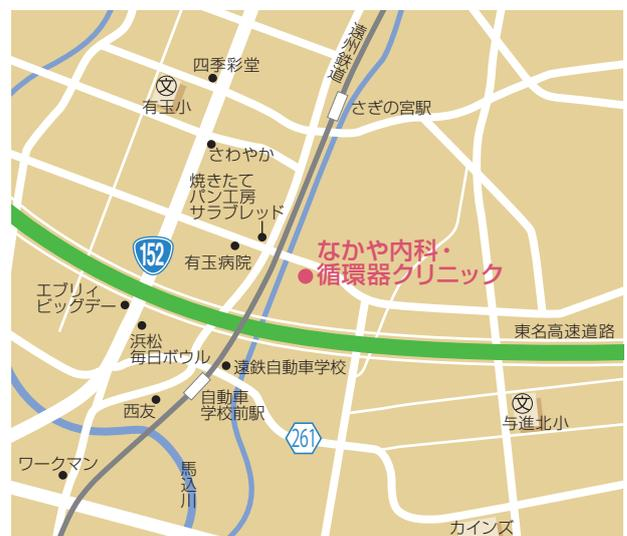 遠州鉄道
四季彩堂
文
有玉小
さぎの宮駅
さわやか
焼きたて
パン工房
サラブレッド
152
有玉病院
なかや内科・
循環器クリニック
エブリィ
ビッグデー
浜松
毎日ボウル
東名高速道路
遠鉄自動車学校
自動車
学校前駅
西友
文
与進北小
261
ワークマン
馬込川
カインズ